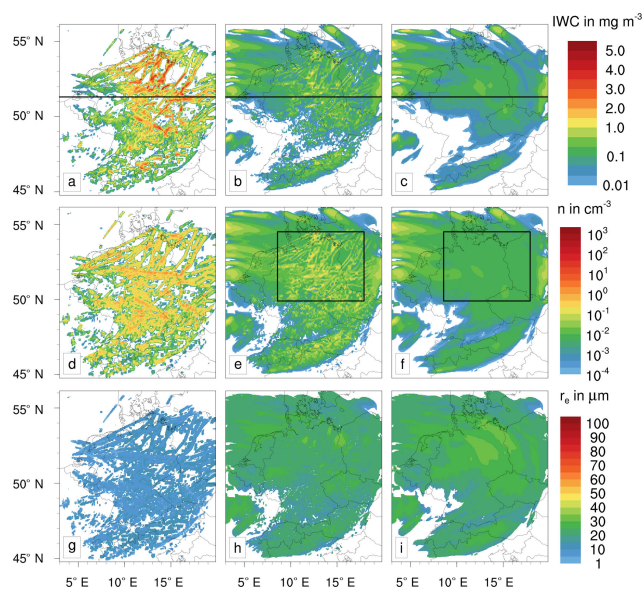 IWC in mg m⁻³
55° N
50° N
45° N
a
b
c
5.0
4.0
3.0
2.0
1.0
0.1
0.01
n in cm⁻³
55° N
50° N
45° N
d
e
f
10³
10²
10¹
10⁰
10⁻¹
10⁻²
10⁻³
10⁻⁴
rₑ in μm
55° N
50° N
45° N
g
h
i
100
90
80
70
60
50
40
30
20
10
1
5° E 10° E 15° E 5° E 10° E 15° E 5° E 10° E 15° E